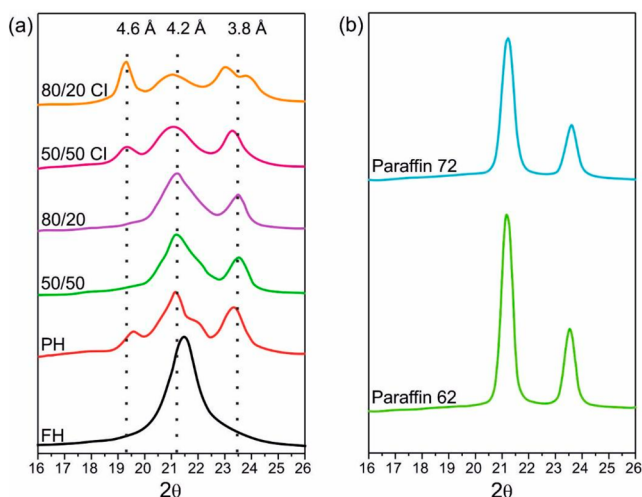 (a)
4.6 Å 4.2 Å 3.8 Å
80/20 CI
50/50 CI
80/20
50/50
PH
FH
16 17 18 19 20 21 22 23 24 25 26
2θ
(b)
Paraffin 72
Paraffin 62
16 17 18 19 20 21 22 23 24 25 26
2θ